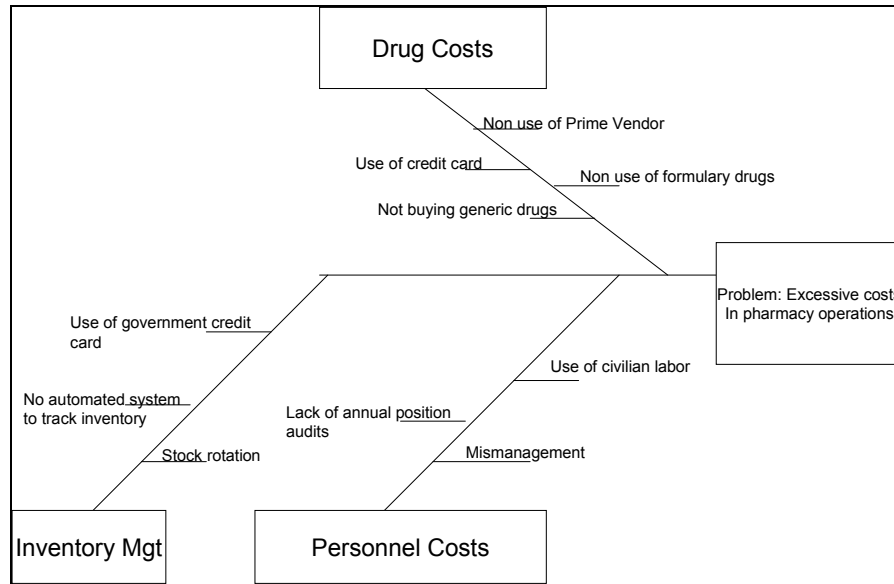 Drug Costs
Non use of Prime Vendor
Use of credit card
Non use of formulary drugs
Not buying generic drugs
Problem: Excessive costs
In pharmacy operations
Use of government credit
card
Use of civilian labor
No automated system
to track inventory
Lack of annual position
audits
Stock rotation
Mismanagement
Inventory Mgt
Personnel Costs